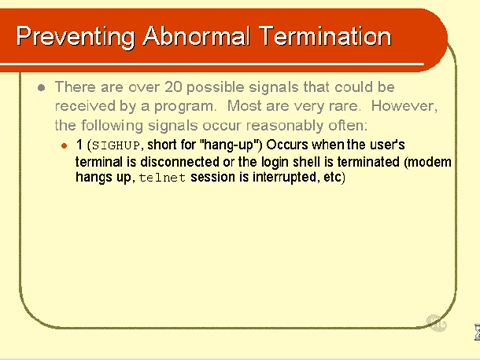 Preventing Abnormal Termination
There are over 20 possible signals that could be
received by a program. Most are very rare. However,
the following signals occur reasonably often:
1 (SIGHUP, short for "hang-up") Occurs when the user's
terminal is disconnected or the login shell is terminated (modem
hangs up, telnet session is interrupted, etc)